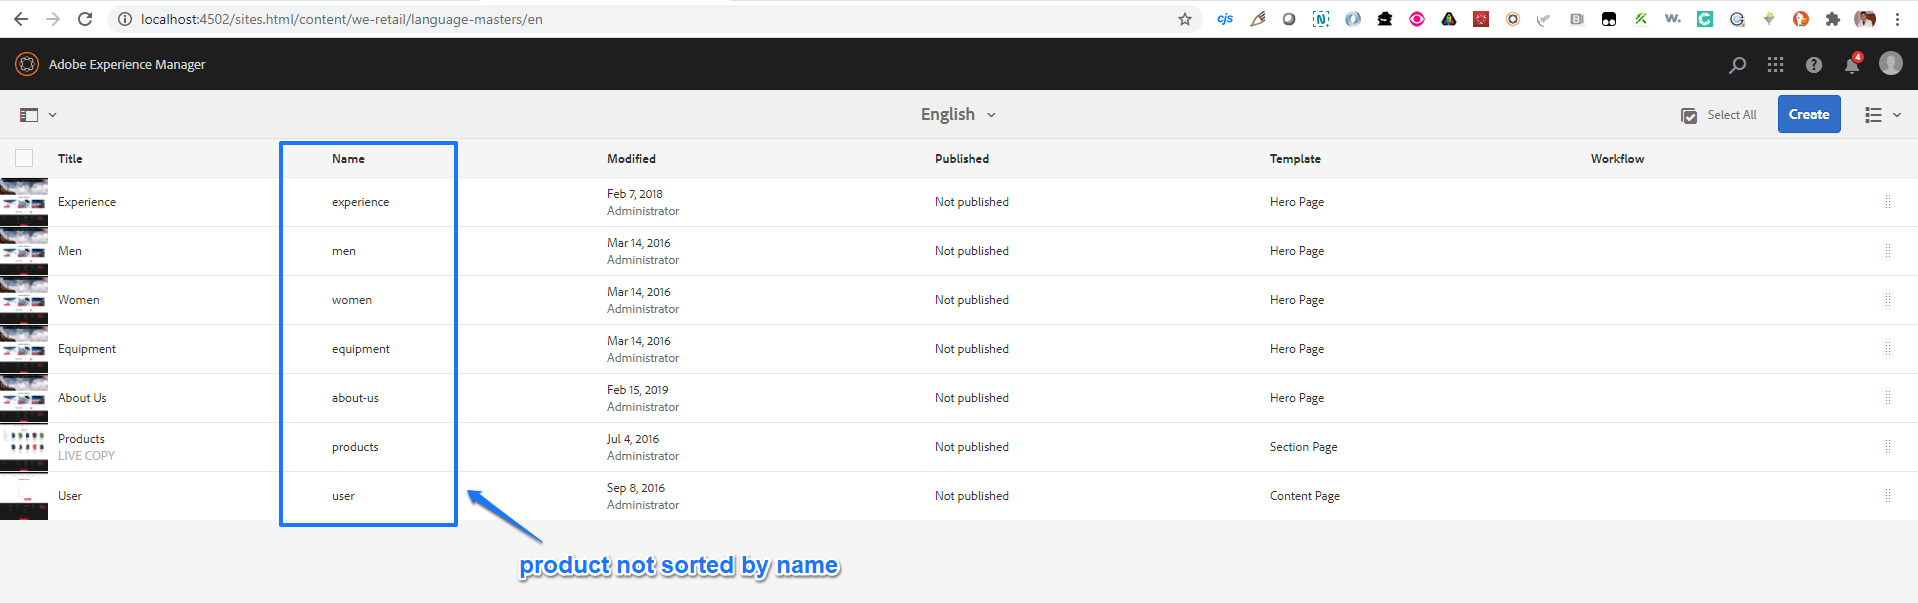 localhost:4502/sites.html/content/we-retail/language-masters/en
cjs
N
B
w.
C
G
Adobe Experience Manager
4
English
Select All
Create
Title Name Modified Published Template Workflow
Experience experience Feb 7, 2018 Not published Hero Page
Administrator
Men men Mar 14, 2016 Not published Hero Page
Administrator
Women women Mar 14, 2016 Not published Hero Page
Administrator
Equipment equipment Mar 14, 2016 Not published Hero Page
Administrator
About Us about-us Feb 15, 2019 Not published Hero Page
Administrator
Products products Jul 4, 2016 Not published Section Page
LIVE COPY Administrator
User user Sep 8, 2016 Not published Content Page
Administrator
product not sorted by name